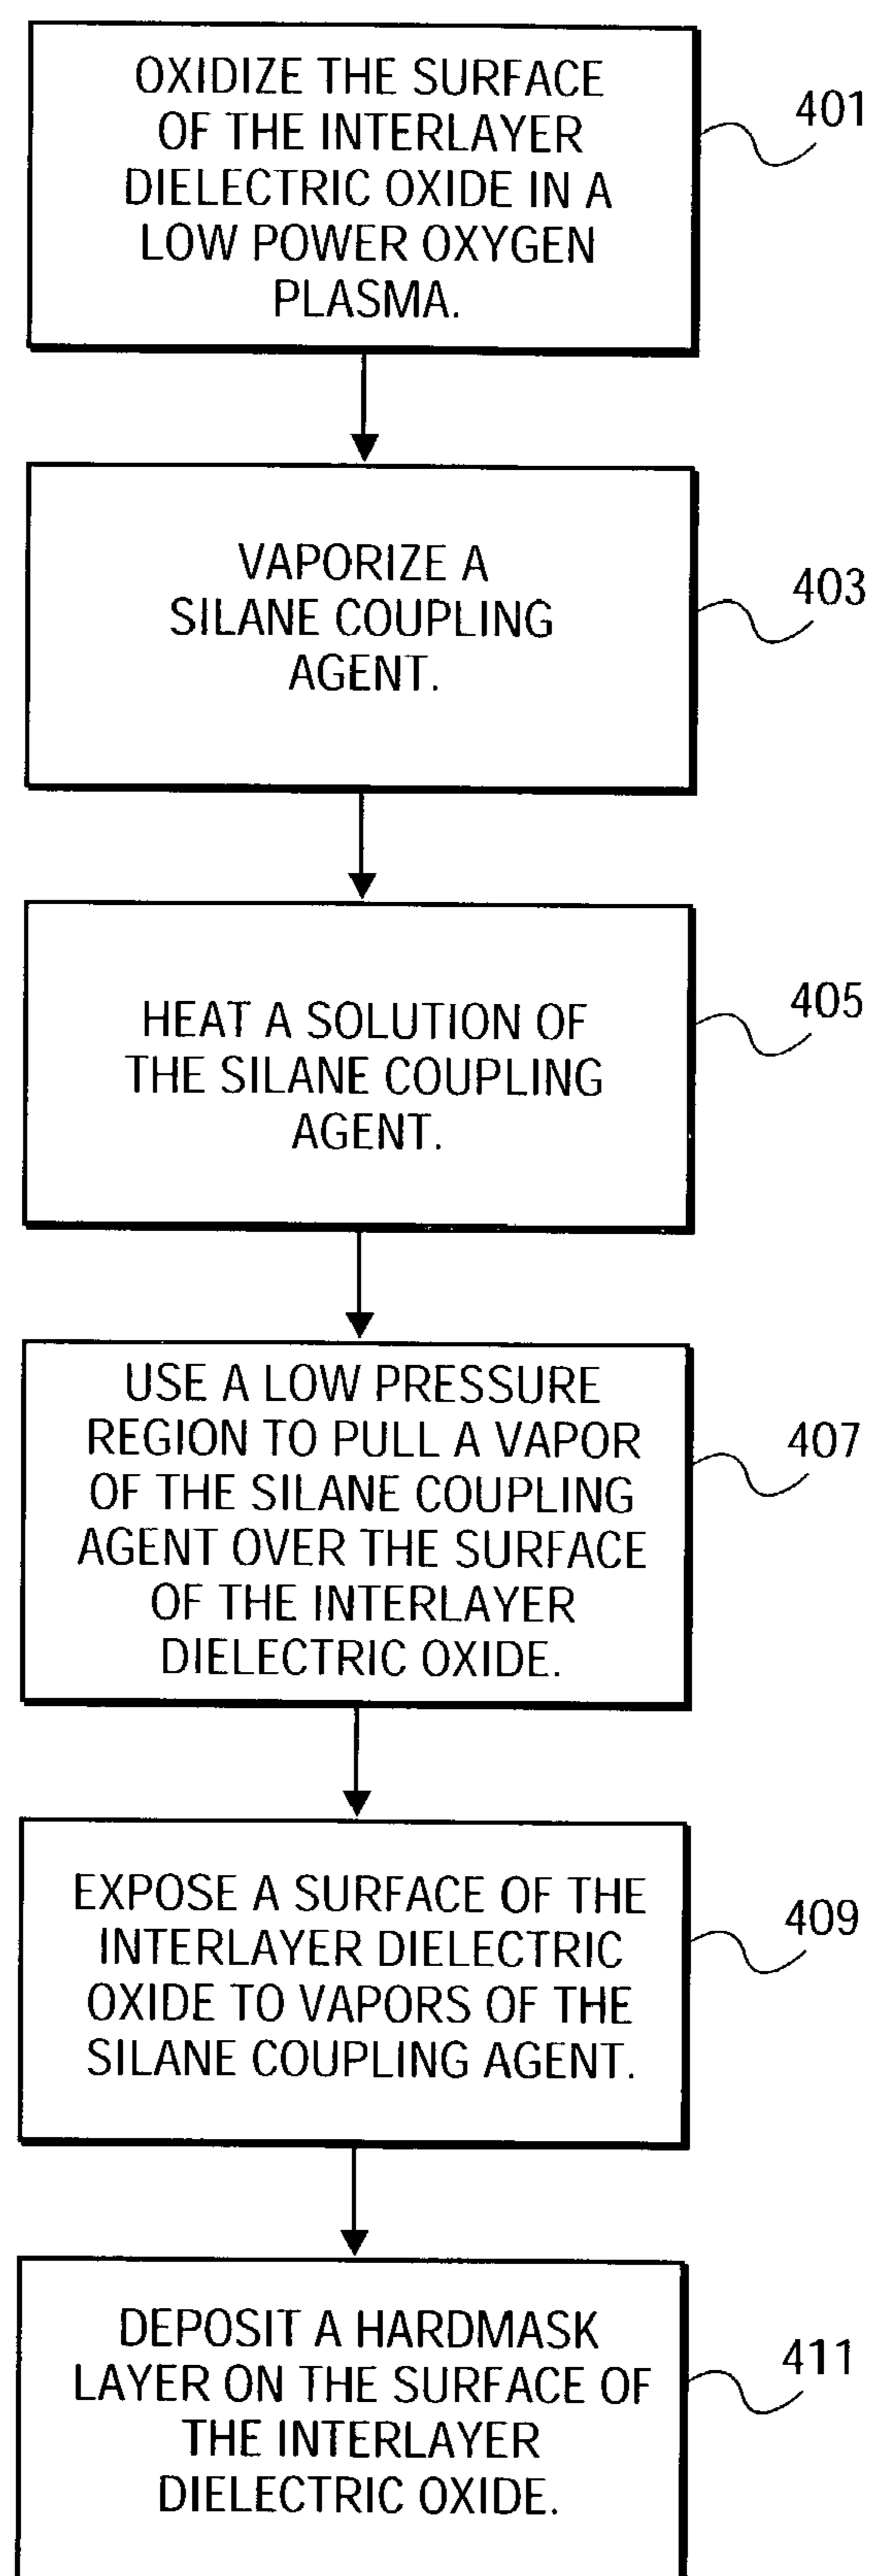 OXIDIZE THE SURFACE
OF THE INTERLAYER
DIELECTRIC OXIDE IN A
LOW POWER OXYGEN
PLASMA.
401
VAPORIZE A
SILANE COUPLING
AGENT.
403
HEAT A SOLUTION OF
THE SILANE COUPLING
AGENT.
405
USE A LOW PRESSURE
REGION TO PULL A VAPOR
OF THE SILANE COUPLING
AGENT OVER THE SURFACE
OF THE INTERLAYER
DIELECTRIC OXIDE.
407
EXPOSE A SURFACE OF THE
INTERLAYER DIELECTRIC
OXIDE TO VAPORS OF THE
SILANE COUPLING AGENT.
409
DEPOSIT A HARDMASK
LAYER ON THE SURFACE OF
THE INTERLAYER
DIELECTRIC OXIDE.
411